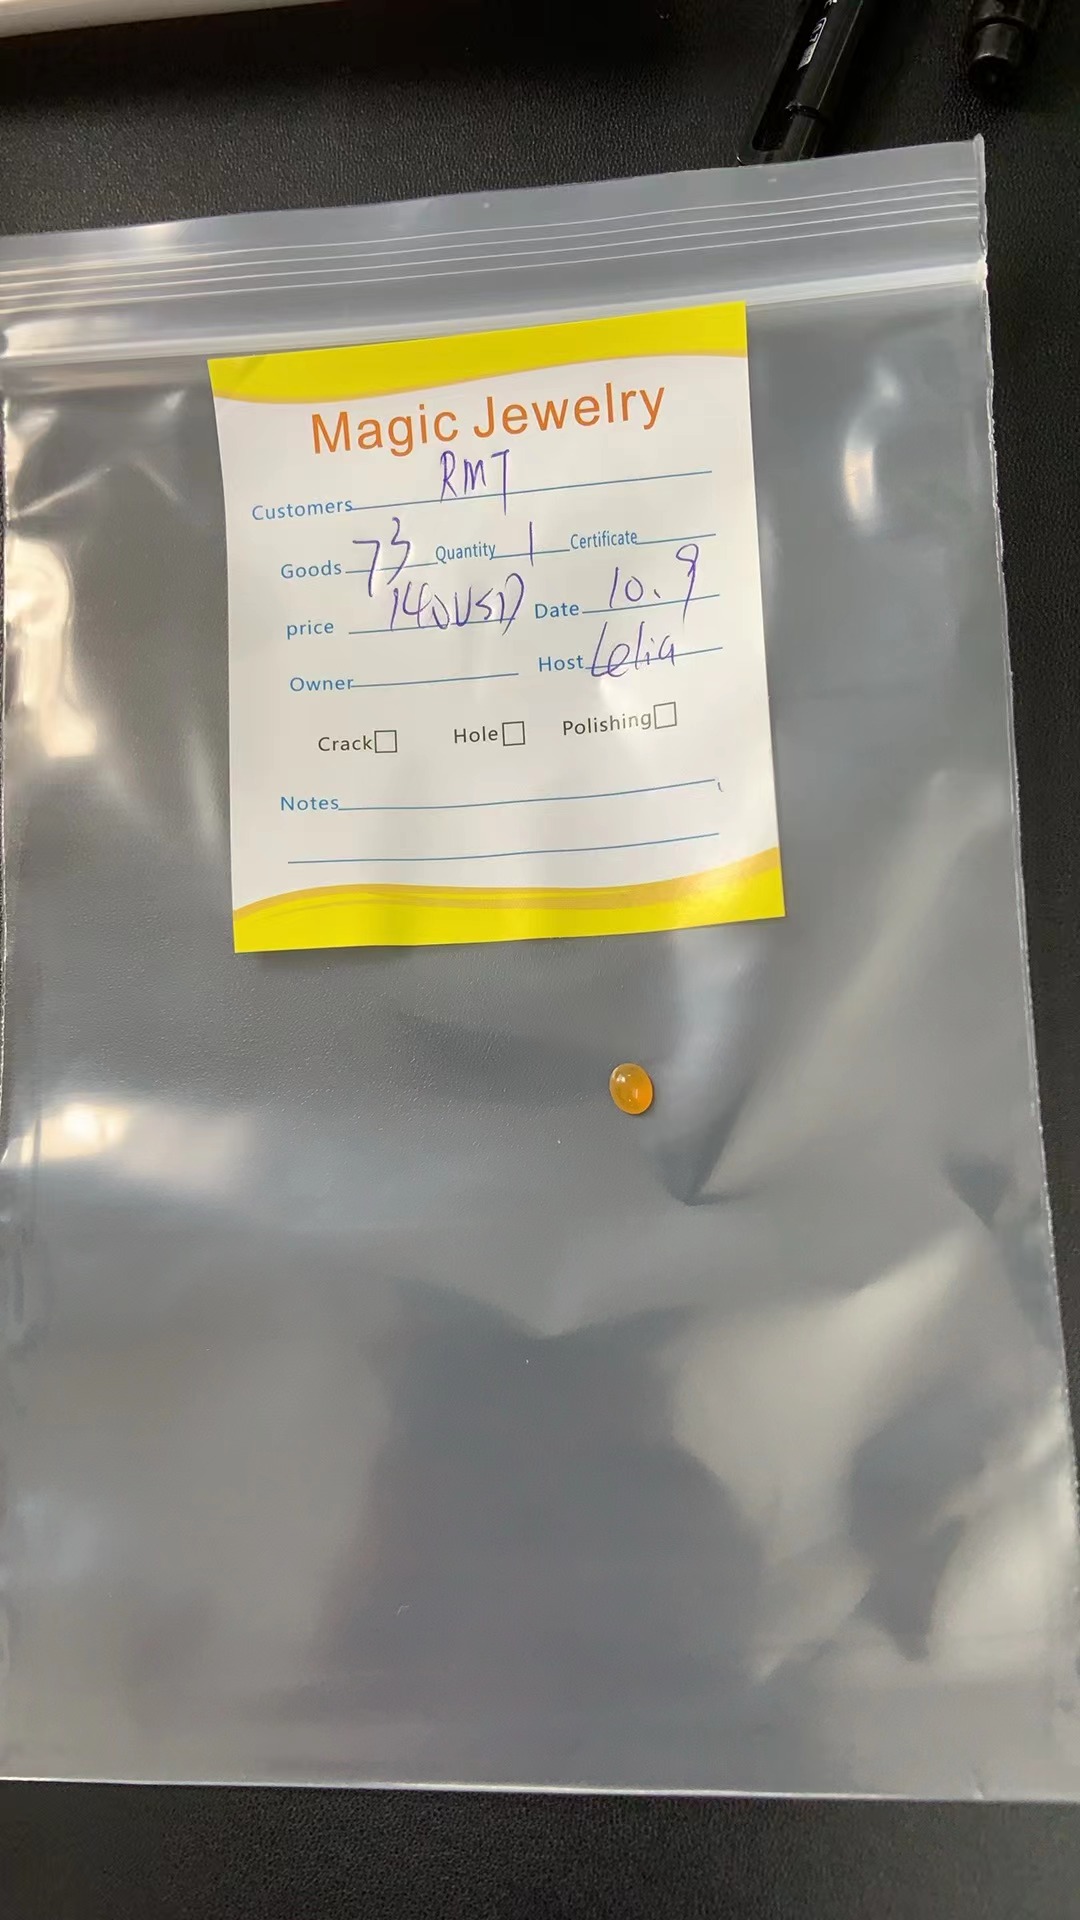 Magic Jewelry
Customers RMT
Goods 73 Quantity 1 Certificate
price 140USD Date 10.9
Owner Host Lelia
Crack Hole Polishing
Notes